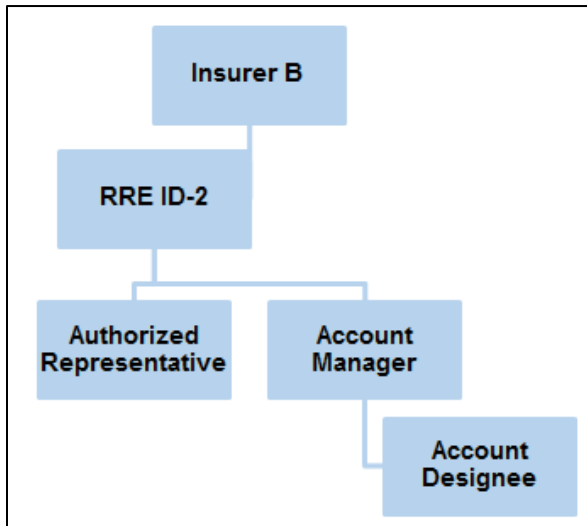 Insurer B
RRE ID-2
Authorized
Representative
Account
Manager
Account
Designee